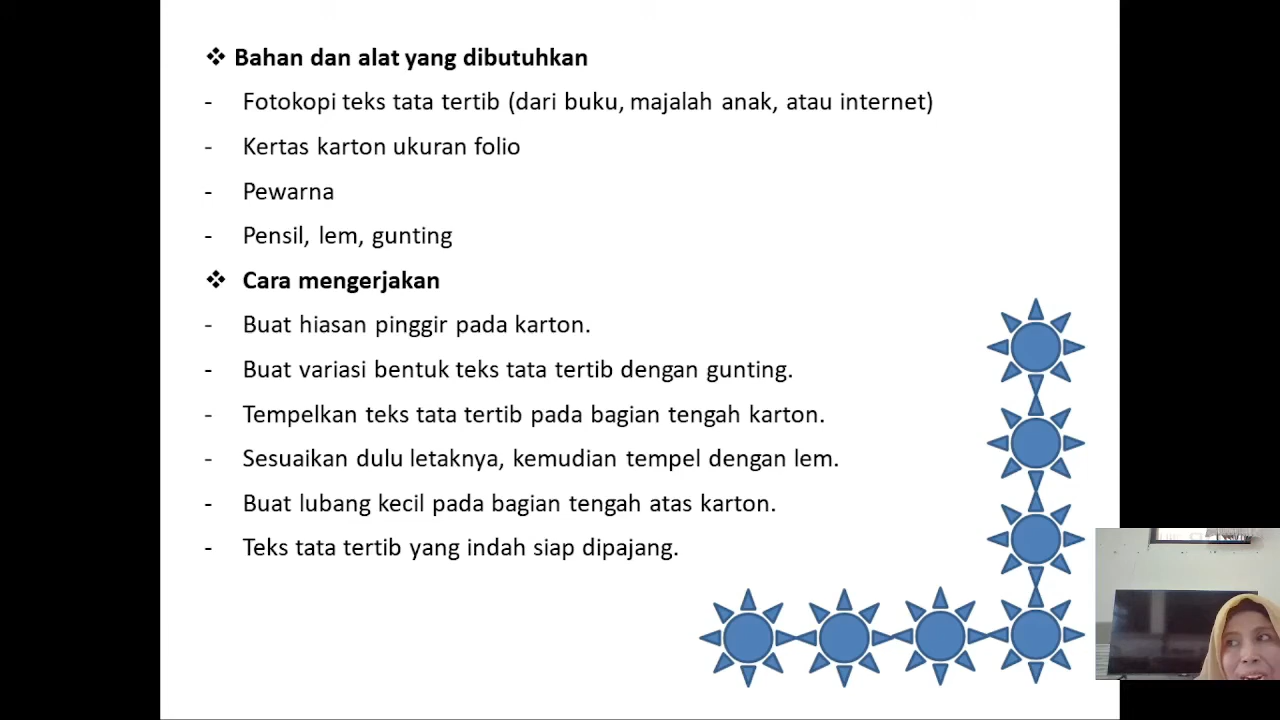 ❖ Bahan dan alat yang dibutuhkan
- Fotokopi teks tata tertib (dari buku, majalah anak, atau internet)
- Kertas karton ukuran folio
- Pewarna
- Pensil, lem, gunting
❖ Cara mengerjakan
- Buat hiasan pinggir pada karton.
- Buat variasi bentuk teks tata tertib dengan gunting.
- Tempelkan teks tata tertib pada bagian tengah karton.
- Sesuaikan dulu letaknya, kemudian tempel dengan lem.
- Buat lubang kecil pada bagian tengah atas karton.
- Teks tata tertib yang indah siap dipajang.